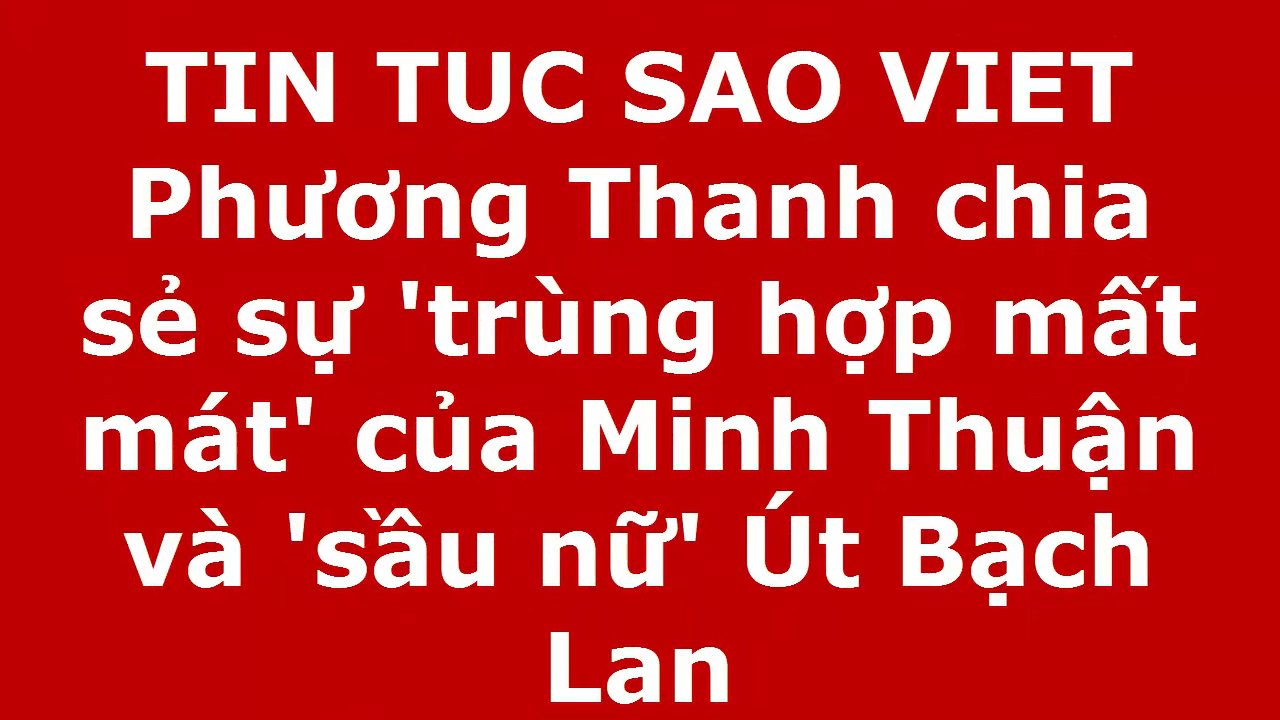 TIN TUC SAO VIET
Phương Thanh chia
sẻ sự 'trùng hợp mất
mát' của Minh Thuận
và 'sầu nữ' Út Bạch
Lan